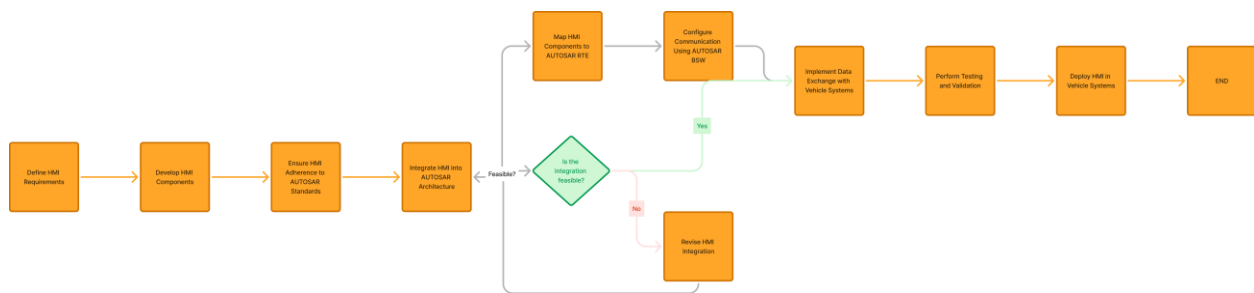 Map HMI
Components to
AUTOSAR RTE
Configure
Communication
Using AUTOSAR
BSW
Implement Data
Exchange with
Vehicle Systems
Perform Testing
and Validation
Deploy HMI in
Vehicle Systems
END
Yes
Define HMI
Requirements
Develop HMI
Components
Ensure HMI
Adherence to
AUTOSAR
Standards
Integrate HMI into
AUTOSAR
Architecture
Feasible?
Is the
integration
feasible?
No
Revise HMI
Integration